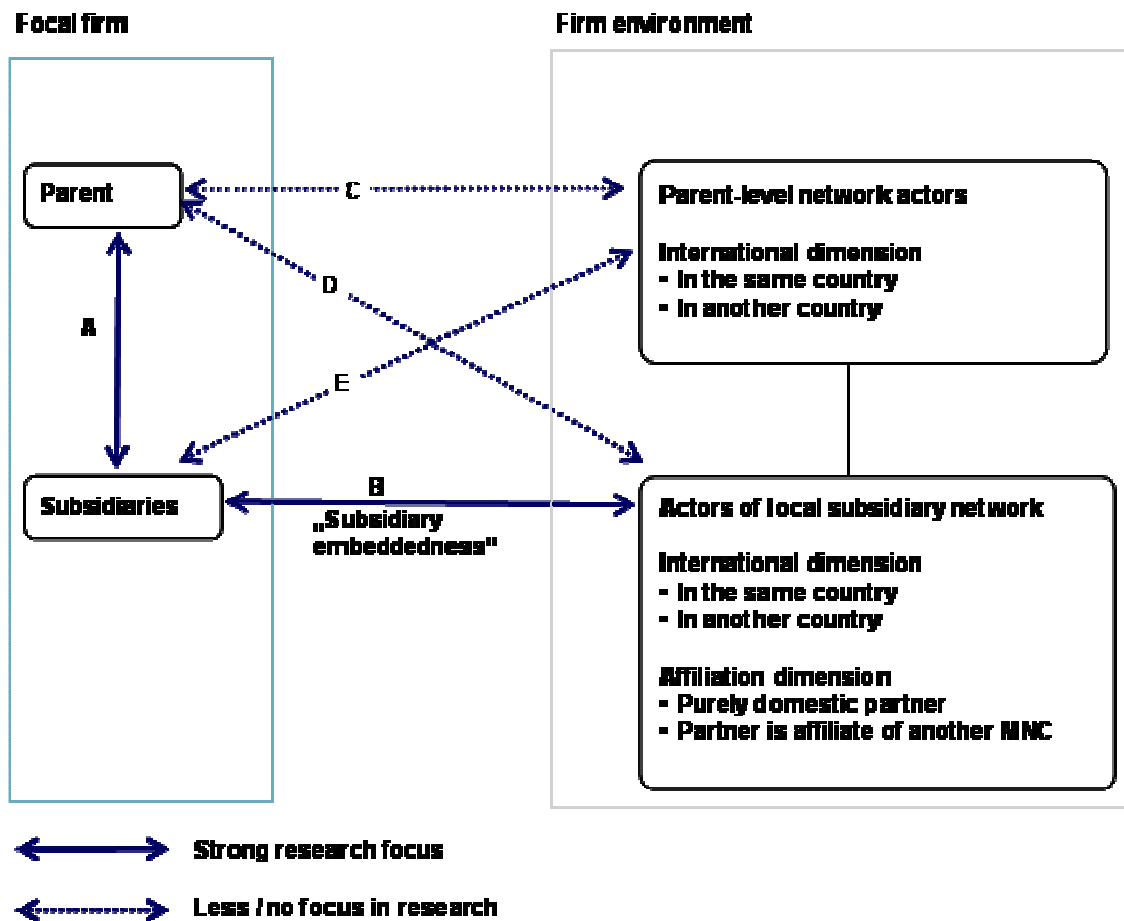 Focal firm
Firm environment
Parent
C
Parent-level network actors
International dimension
- In the same country
- In another country
D
A
E
Subsidiaries
B
„Subsidiary
embeddedness"
Actors of local subsidiary network
International dimension
- In the same country
- In another country
Affiliation dimension
- Purely domestic partner
- Partner is affiliate of another MNC
Strong research focus
Less / no focus in research